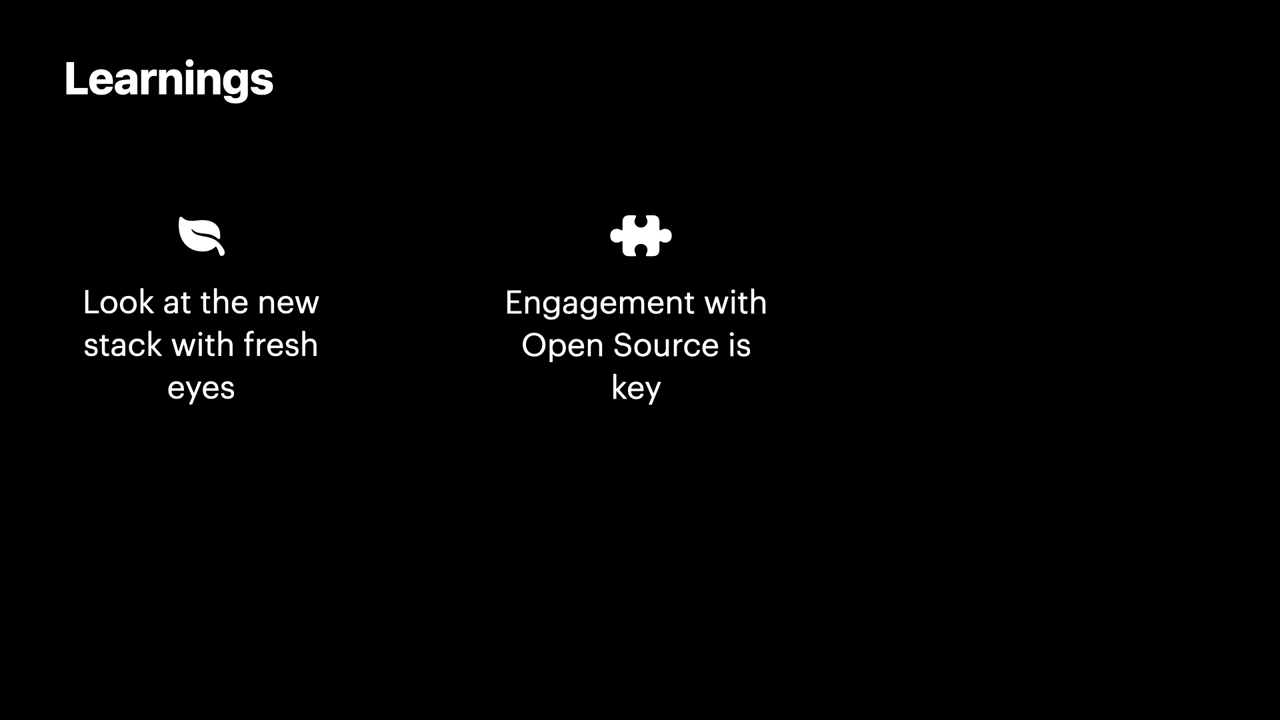 Learnings
Look at the new
stack with fresh
eyes
Engagement with
Open Source is
key